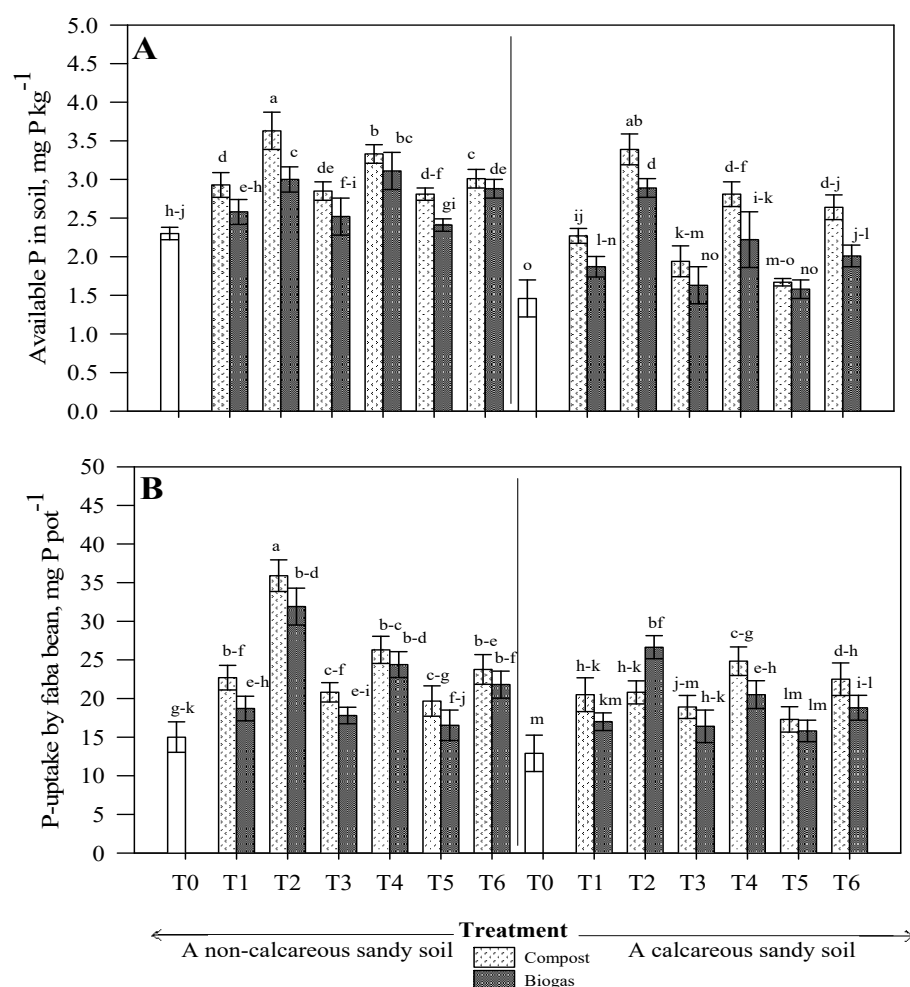 A
Available P in soil, mg P kg-1
5.0
4.5
4.0
3.5
3.0
2.5
2.0
1.5
1.0
0.5
0.0
h-j
d
e-h
a
c
de
f-i
b
bc
d-f
gi
c
de
o
ij
l-n
ab
d
k-m
no
d-f
i-k
m-o
no
d-j
j-l
B
P-uptake by faba bean, mg P pot-1
50
45
40
35
30
25
20
15
10
5
0
g-k
b-f
e-h
a
b-d
c-f
e-i
b-c
b-d
c-g
f-j
b-e
b-f
m
h-k
km
h-k
bf
j-m
h-k
c-g
e-h
lm
lm
d-h
i-l
T0 T1 T2 T3 T4 T5 T6 T0 T1 T2 T3 T4 T5 T6
Treatment
A non-calcareous sandy soil A calcareous sandy soil
Compost
Biogas